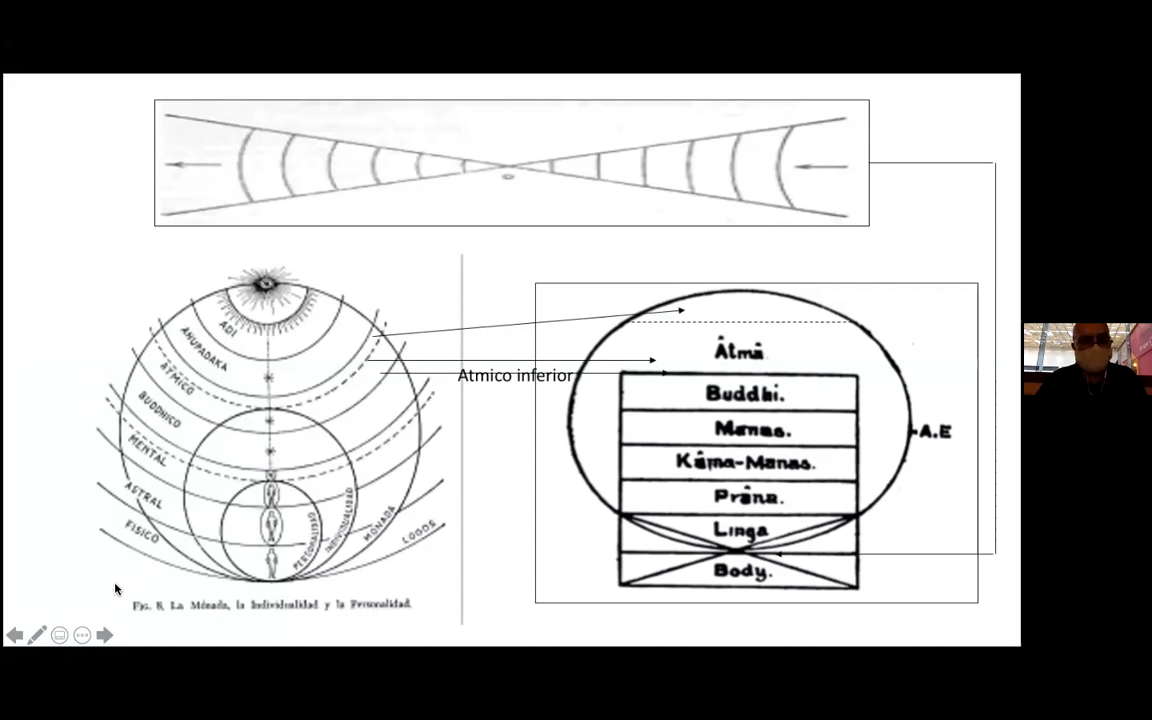 ADI
ANUPADAKA
ATMICO
BUDDHICO
MENTAL
ASTRAL
FISICO
PERSONALIDAD
INDIVIDUALIDAD
MONADA
LOGOS
Fig. 8. La Mónada, la Individualidad y la Personalidad.
Atmico inferior
Âtmâ
Buddhi.
Manas.
Kâma-Manas.
Prâna.
Linga
Body.
A.E